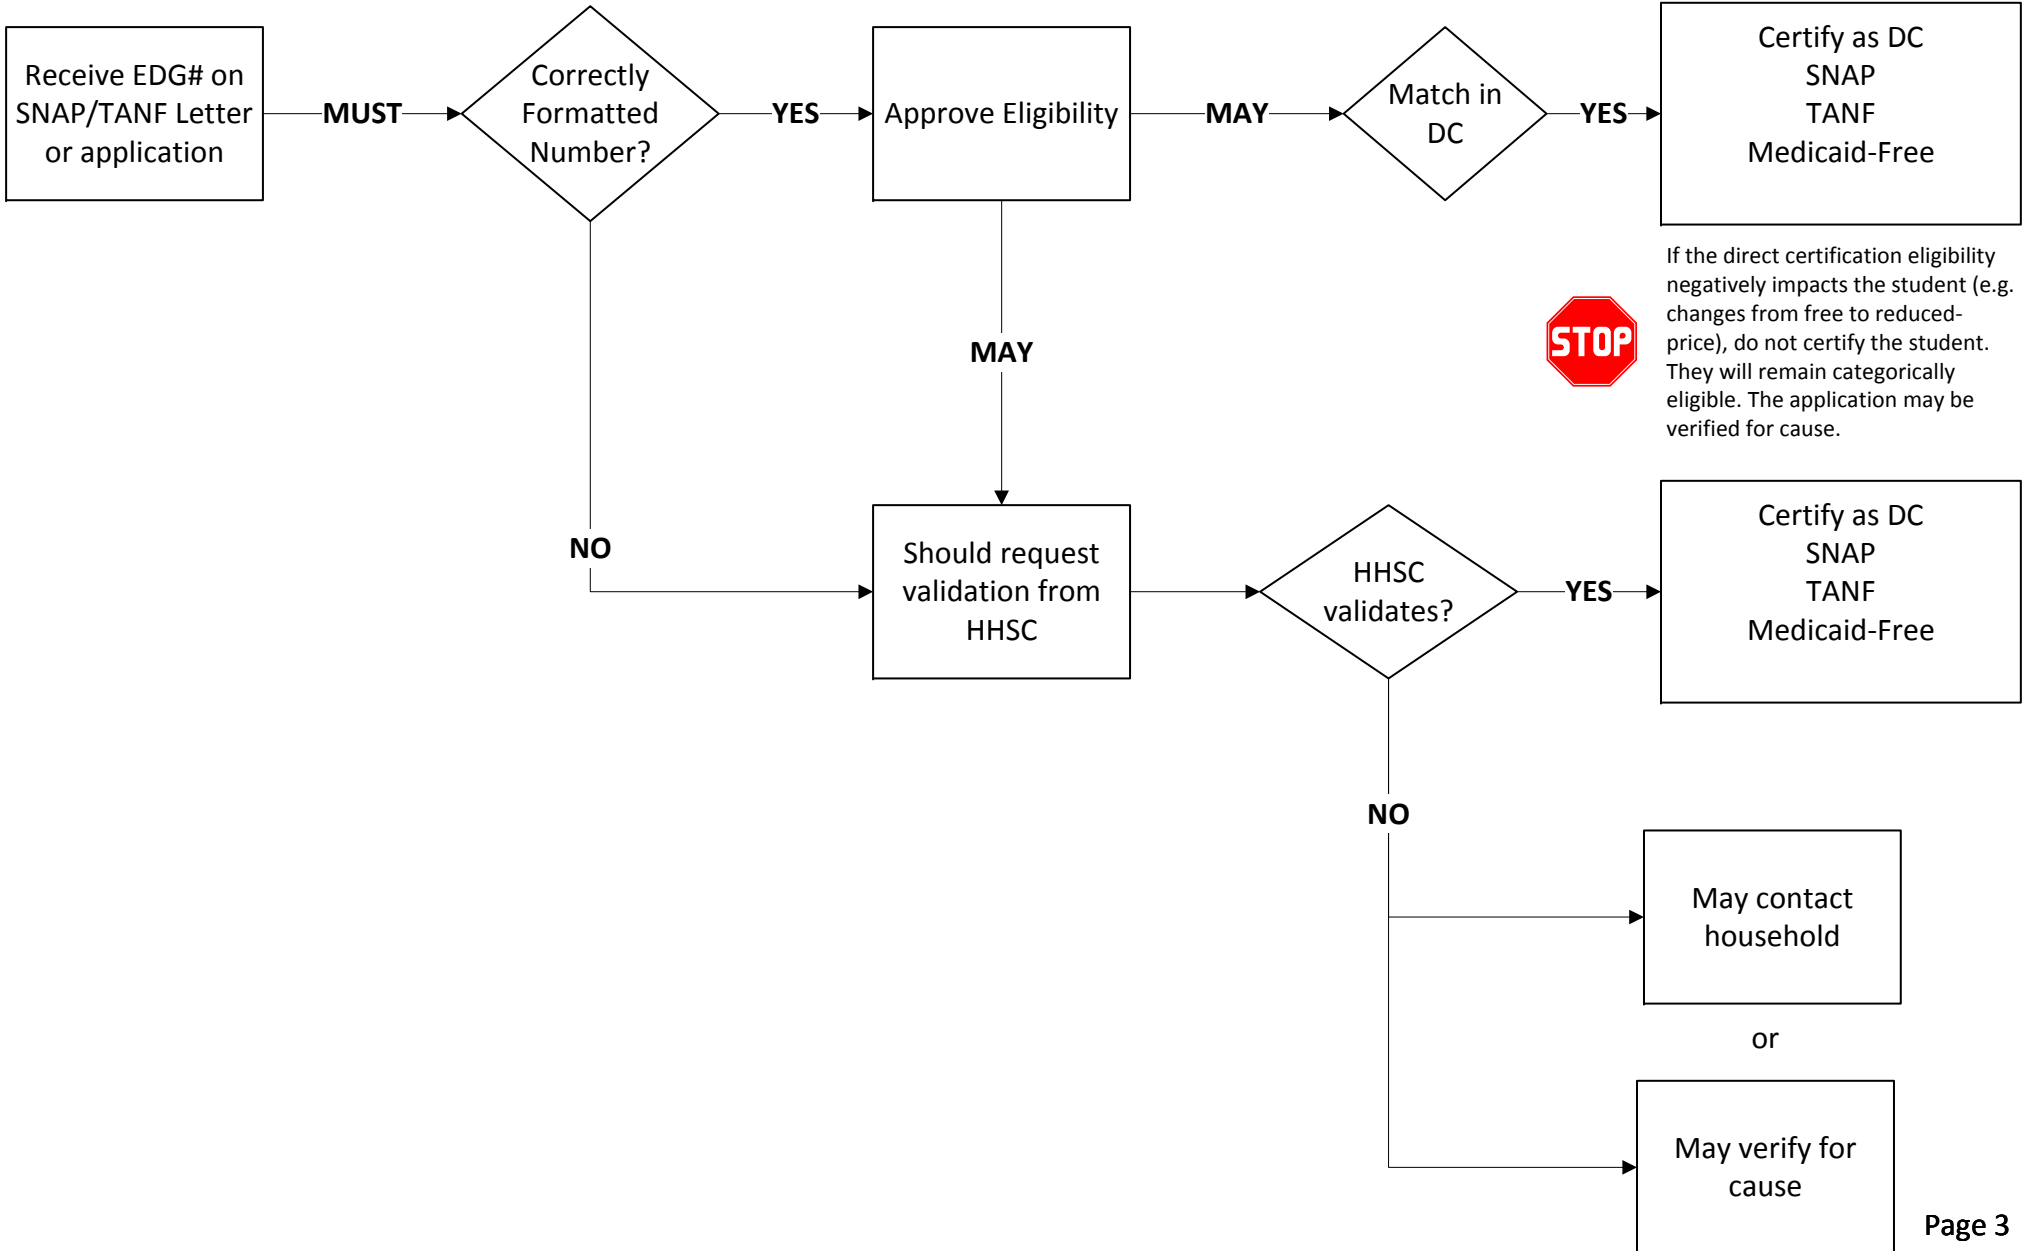 Receive EDG# on
SNAP/TANF Letter
or application
MUST
Correctly
Formatted
Number?
YES
Approve Eligibility
MAY
Match in
DC
YES
Certify as DC
SNAP
TANF
Medicaid-Free
STOP
If the direct certification eligibility
negatively impacts the student (e.g.
changes from free to reduced-
price), do not certify the student.
They will remain categorically
eligible. The application may be
verified for cause.
MAY
NO
Should request
validation from
HHSC
HHSC
validates?
YES
Certify as DC
SNAP
TANF
Medicaid-Free
NO
May contact
household
or
May verify for
cause
Page 3